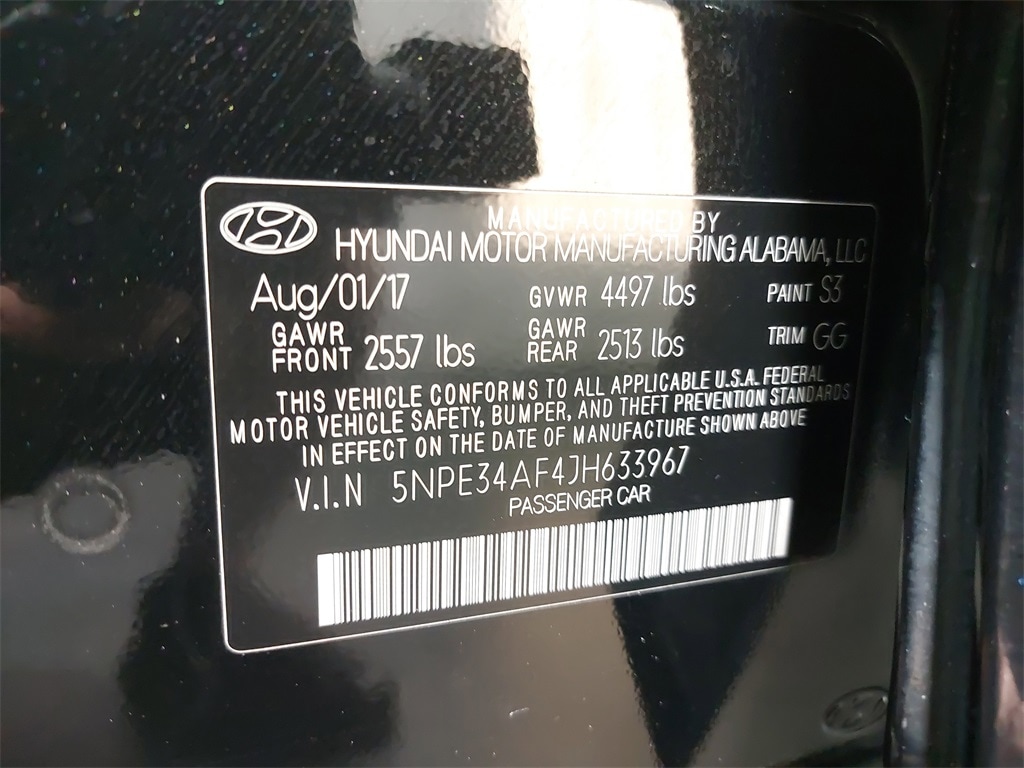 MANUFACTURED BY
HYUNDAI MOTOR MANUFACTURING ALABAMA, LLC
Aug/01/17 GVWR 4497 lbs PAINT S3
GAWR FRONT 2557 lbs GAWR REAR 2513 lbs TRIM GG
THIS VEHICLE CONFORMS TO ALL APPLICABLE U.S.A. FEDERAL
MOTOR VEHICLE SAFETY, BUMPER, AND THEFT PREVENTION STANDARDS
IN EFFECT ON THE DATE OF MANUFACTURE SHOWN ABOVE
V.I.N 5NPE34AF4JH633967
PASSENGER CAR